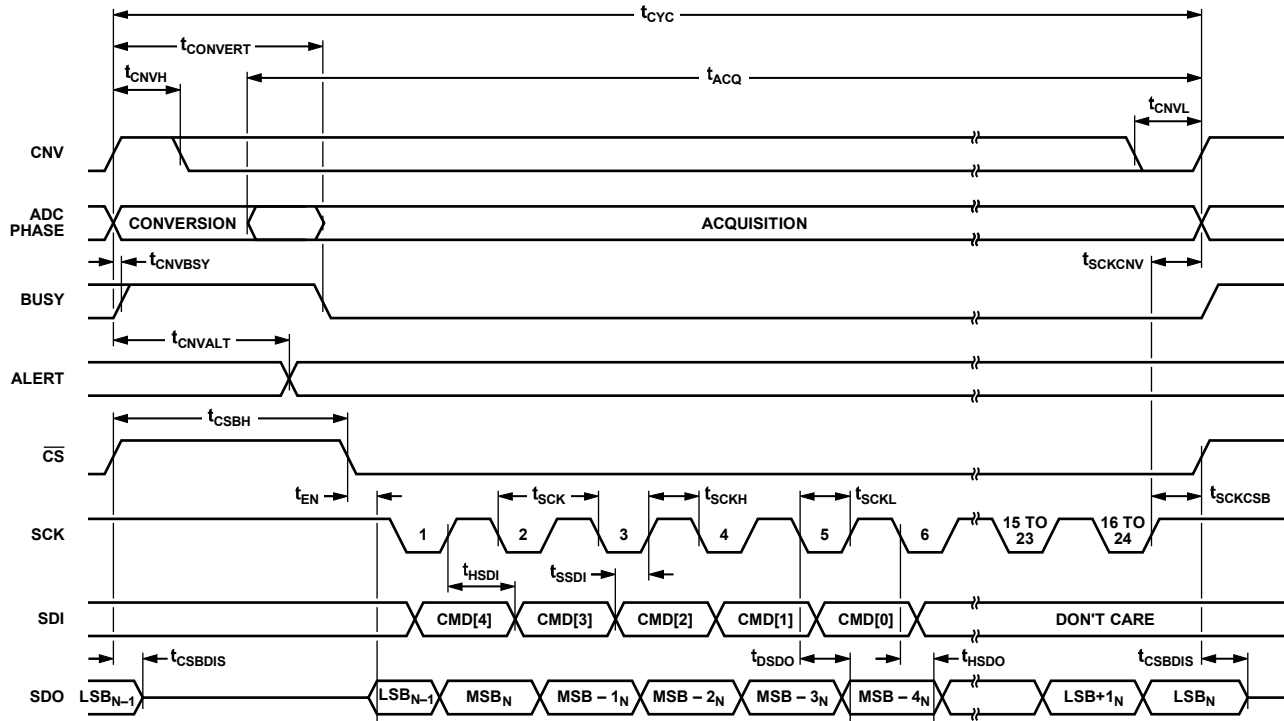 tCYC
tCONVERT
tCNVH
tACQ
tCNVL
CNV
ADC
PHASE
CONVERSION
ACQUISITION
tCNVBSY
tSCKCNV
BUSY
tCNVALT
ALERT
tCSBH
CS
tEN
tSCK
tSCKH
tSCKL
tSCKCSB
SCK
1
2
3
4
5
6
15 TO
23
16 TO
24
tHSDI
tSSDI
SDI
CMD[4]
CMD[3]
CMD[2]
CMD[1]
CMD[0]
DON'T CARE
tCSBDIS
tDSDO
tHSDO
tCSBDIS
SDO
LSBN–1
LSBN–1
MSBN
MSB – 1N
MSB – 2N
MSB – 3N
MSB – 4N
LSB+1N
LSBN